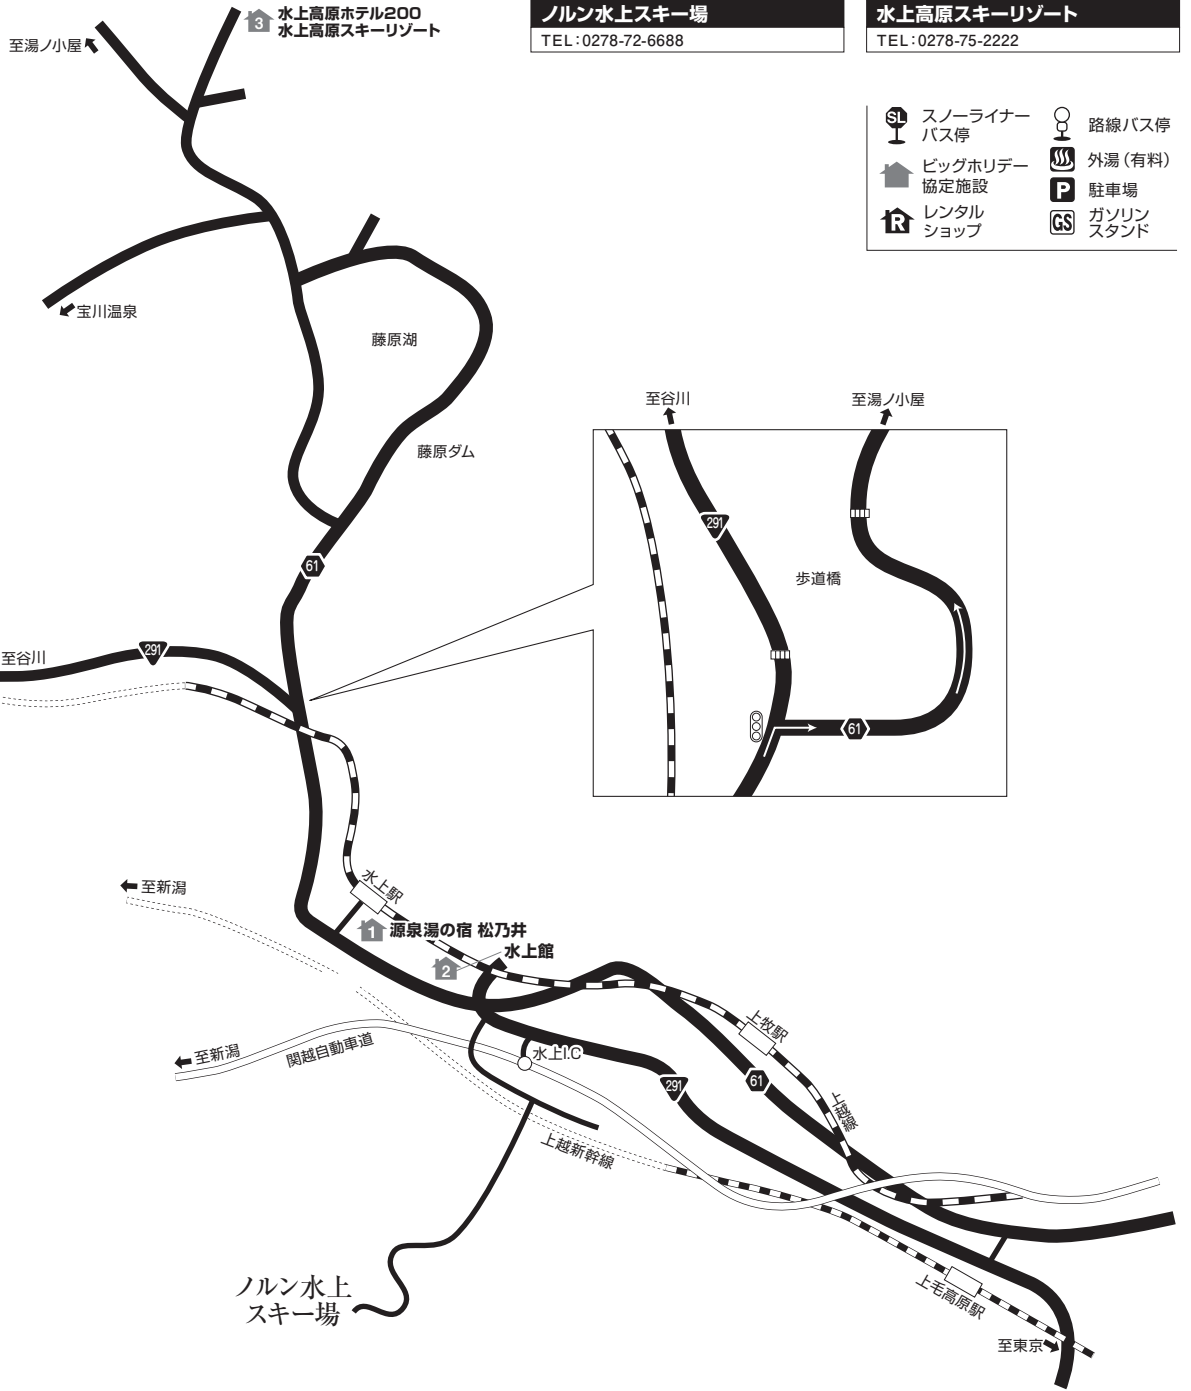 3
水上高原ホテル200
水上高原スキーリゾート
至湯ノ小屋
ノルン水上スキー場
TEL:0278-72-6688
水上高原スキーリゾート
TEL:0278-75-2222
SL
スノーライナー
バス停
路線バス停
ビッグホリデー
協定施設
外湯(有料)
P
駐車場
R
レンタル
ショップ
GS
ガソリン
スタンド
宝川温泉
藤原湖
藤原ダム
61
至谷川
至湯ノ小屋
291
歩道橋
61
至谷川
291
至新潟
水上駅
1
源泉湯の宿 松乃井
水上館
2
至新潟
関越自動車道
水上I.C
上牧駅
291
61
上越線
上越新幹線
ノルン水上
スキー場
上毛高原駅
至東京